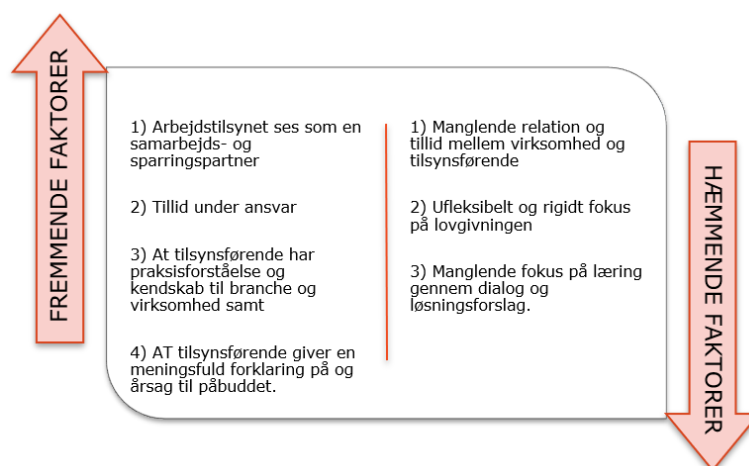 FREMMENDE FAKTORER
1) Arbejdstilsynet ses som en
samarbejds- og
sparringspartner
2) Tillid under ansvar
3) At tilsynsførende har
praksisforståelse og
kendskab til branche og
virksomhed samt
4) AT tilsynsførende giver en
meningsfuld forklaring på og
årsag til påbuddet.
1) Manglende relation og
tillid mellem virksomhed og
tilsynsførende
2) Ufleksibelt og rigidt fokus
på lovgivningen
3) Manglende fokus på læring
gennem dialog og
løsningsforslag.
HÆMMENDE FAKTORER